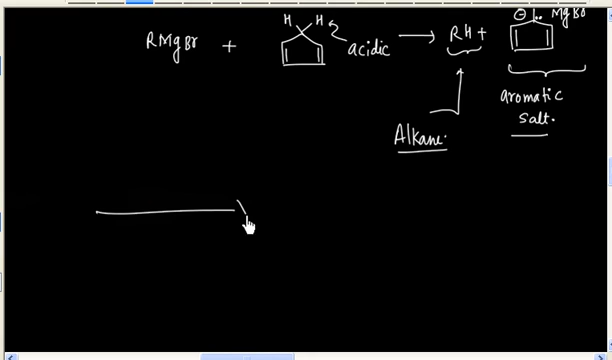 RMgBr + H H acidic → RH + ⊖ MgBr
aromatic
salt.
Alkane.